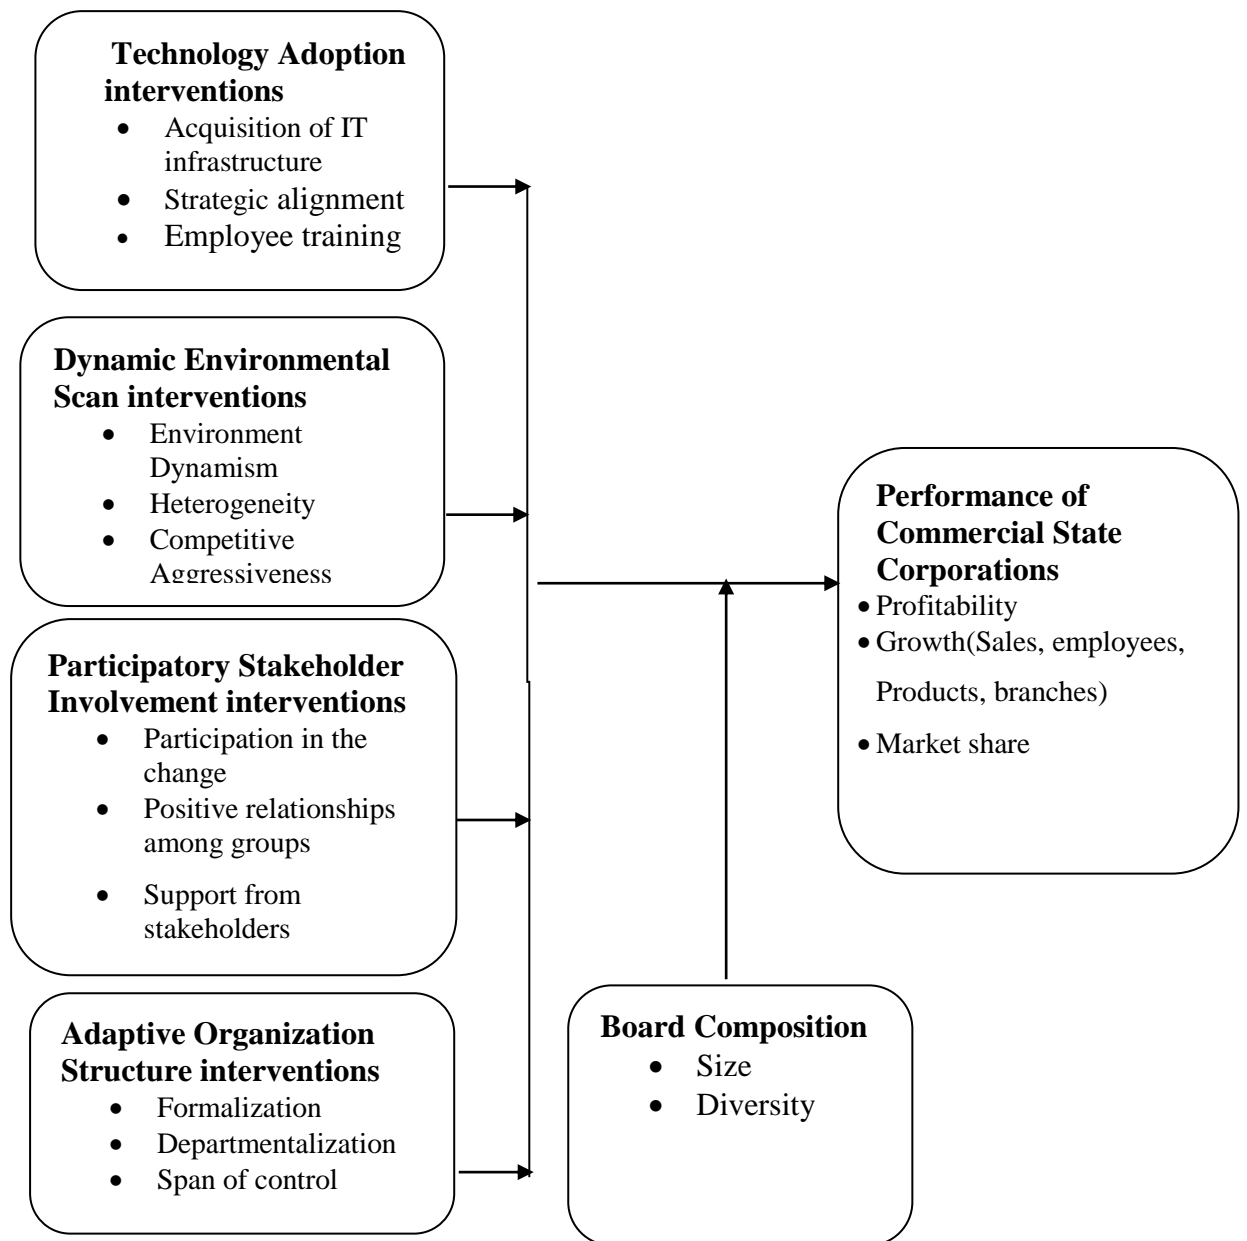 Technology Adoption
interventions
• Acquisition of IT
infrastructure
• Strategic alignment
• Employee training
Dynamic Environmental
Scan interventions
• Environment
Dynamism
• Heterogeneity
• Competitive
Aggressiveness
Participatory Stakeholder
Involvement interventions
• Participation in the
change
• Positive relationships
among groups
• Support from
stakeholders
Adaptive Organization
Structure interventions
• Formalization
• Departmentalization
• Span of control
Board Composition
• Size
• Diversity
Performance of
Commercial State
Corporations
• Profitability
• Growth(Sales, employees,
Products, branches)
• Market share